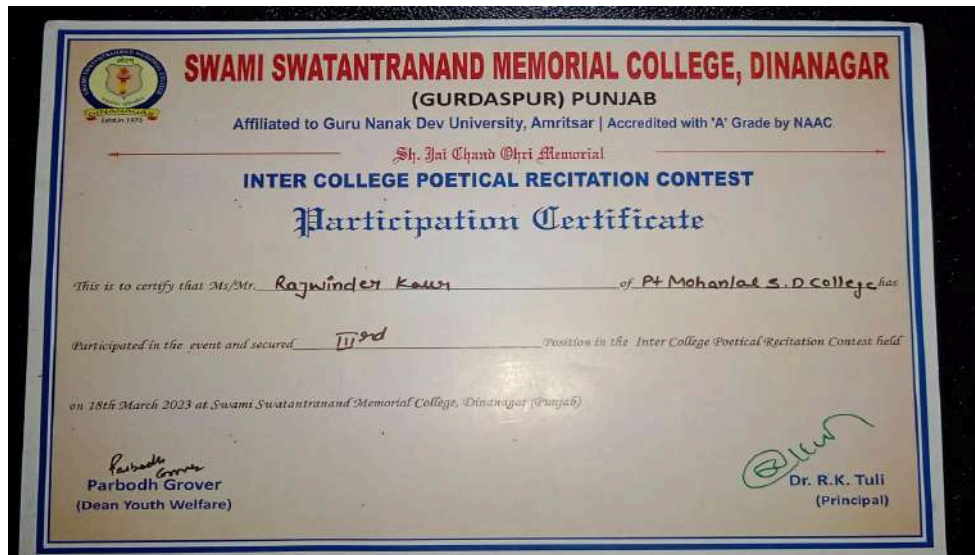 SWAMI SWATANTRANAND MEMORIAL COLLEGE, DINANAGAR
(GURDASPUR) PUNJAB
Affiliated to Guru Nanak Dev University, Amritsar | Accredited with 'A' Grade by NAAC
DINANAGAR
Estd.in 1973
Sh. Jai Chand Ohri Memorial
INTER COLLEGE POETICAL RECITATION CONTEST
Participation Certificate
This is to certify that Ms/Mr. Rajwinder Kaur of Pt Mohanlal S.D College has
Participated in the event and secured IIIrd Position in the Inter College Poetical Recitation Contest held
on 18th March 2023 at Swami Swatantranand Memorial College, Dinanagar (Punjab)
Parbodh
Grover
Parbodh Grover
(Dean Youth Welfare)
Dr. R.K. Tuli
(Principal)